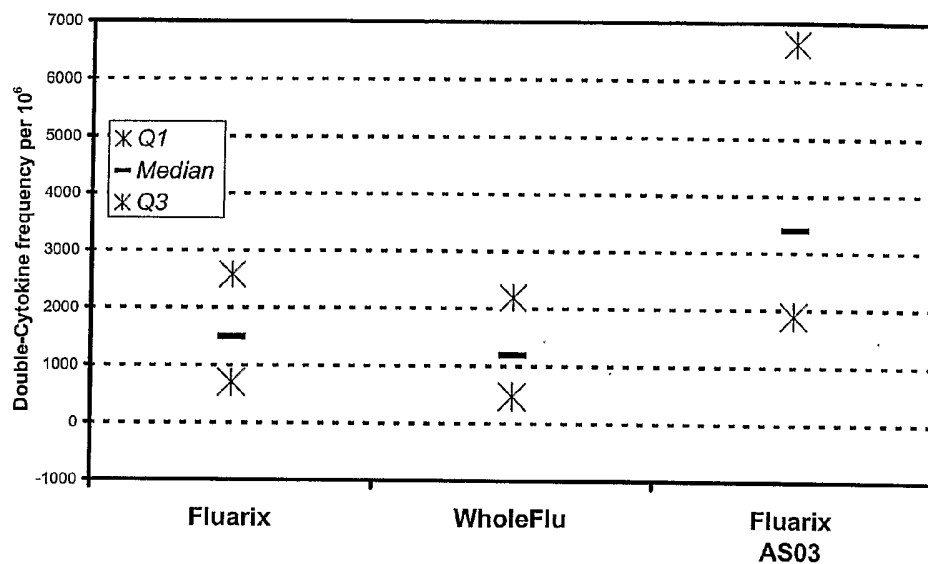 7000
6000
5000
4000
3000
2000
1000
0
-1000
Double-Cytokine frequency per 10⁶
Q1
Median
Q3
Fluarix
WholeFlu
Fluarix
AS03